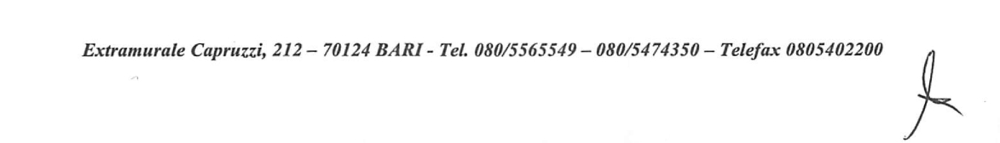 Extramurale Capruzzi, 212 – 70124 BARI - Tel. 080/5565549 – 080/5474350 – Telefax 0805402200